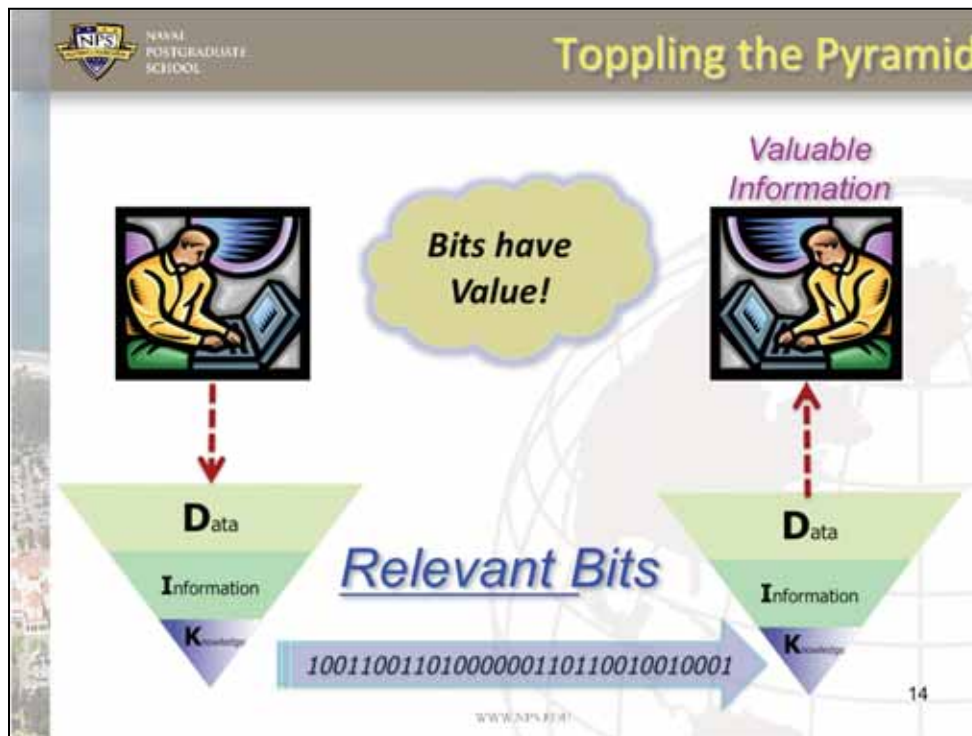 NPS
NAVAL
POSTGRADUATE
SCHOOL
Toppling the Pyramid
Valuable
Information
Bits have
Value!
Data
Information
Knowledge
Relevant Bits
Data
Information
Knowledge
10011001101000000110110010010001
14
WWW.NPS.EDU